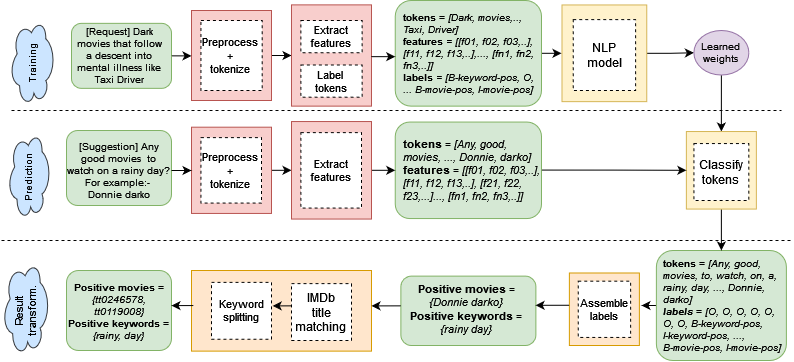 Training
[Request] Dark
movies that follow
a descent into
mental illness like
Taxi Driver
Preprocess
+
tokenize
Extract
features
Label
tokens
tokens = [Dark, movies,..,
Taxi, Driver]
features = [[f01, f02, f03,..],
[f11, f12, f13,..],..., [fn1, fn2,
fn3,..]]
labels = [B-keyword-pos, O,
... B-movie-pos, I-movie-pos]
NLP
model
Learned
weights
Prediction
[Suggestion] Any
good movies to
watch on a rainy day?
For example:-
Donnie darko
Preprocess
+
tokenize
Extract
features
tokens = [Any, good,
movies, ..., Donnie, darko]
features = [[f01, f02, f03,..],
[f11, f12, f13,..], [f21, f22,
f23,..]..., [fn1, fn2, fn3,..]]
Classify
tokens
Result
transform.
Positive movies =
{tt0246578,
tt0119008}
Positive keywords =
{rainy, day}
Keyword
splitting
IMDb
title
matching
Positive movies =
{Donnie darko}
Positive keywords =
{rainy day}
Assemble
labels
tokens = [Any, good,
movies, to, watch, on, a,
rainy, day, ..., Donnie,
darko]
labels = [O, O, O, O, O,
O, O, B-keyword-pos,
I-keyword-pos, ...,
B-movie-pos, I-movie-pos]